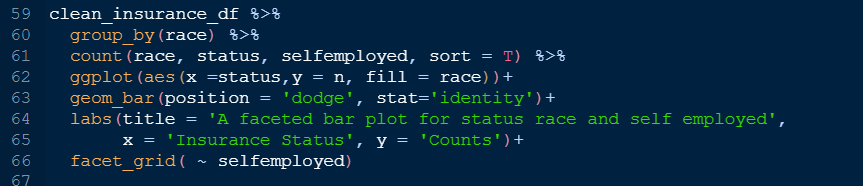 59 clean_insurance_df %>%
60   group_by(race) %>%
61   count(race, status, selfemployed, sort = T) %>%
62   ggplot(aes(x =status,y = n, fill = race))+
63   geom_bar(position = 'dodge', stat='identity')+
64   labs(title = 'A faceted bar plot for status race and self employed',
65        x = 'Insurance Status', y = 'Counts')+
66   facet_grid( ~ selfemployed)
67